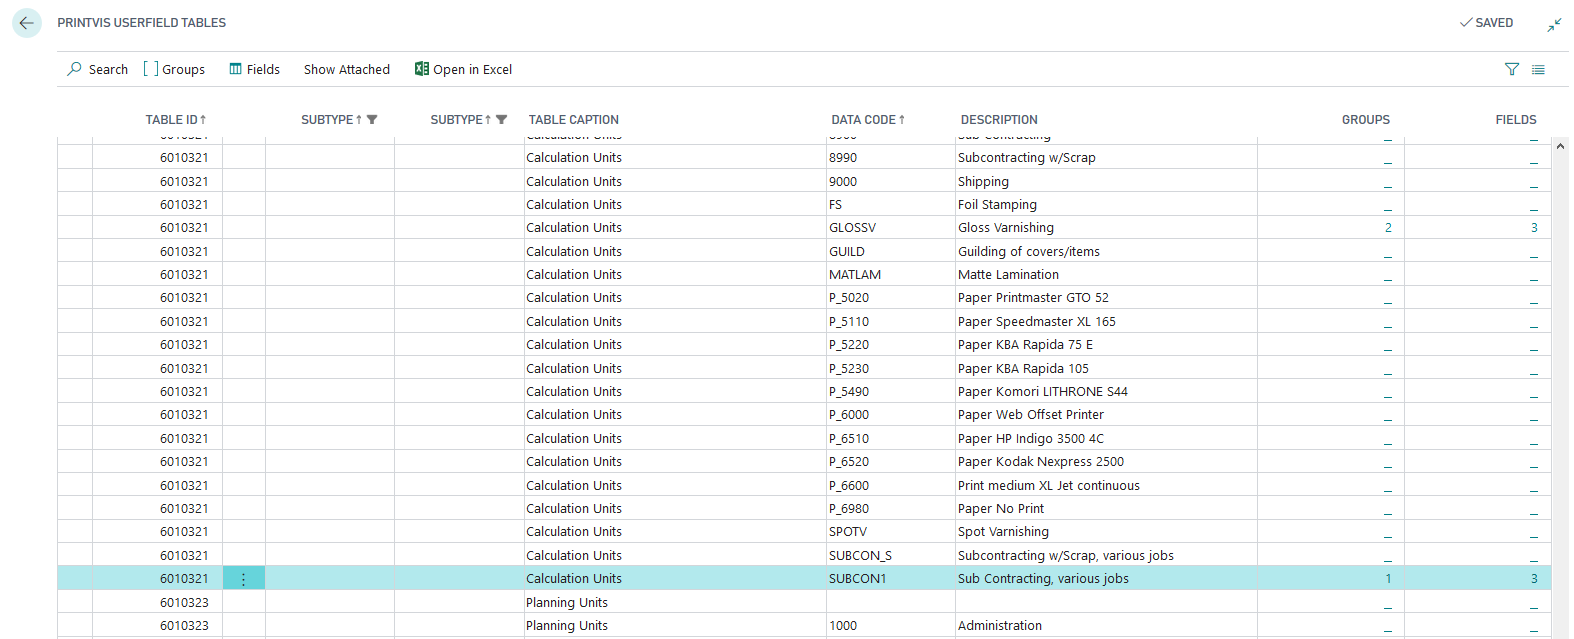 PRINTVIS USERFIELD TABLES
SAVED
Search Groups Fields Show Attached Open in Excel
TABLE ID↑ SUBTYPE↑ SUBTYPE↑ TABLE CAPTION DATA CODE↑ DESCRIPTION GROUPS FIELDS
6010321 Calculation Units Sub Contracting _ _
6010321 Calculation Units 8990 Subcontracting w/Scrap _ _
6010321 Calculation Units 9000 Shipping _ _
6010321 Calculation Units FS Foil Stamping _ _
6010321 Calculation Units GLOSSV Gloss Varnishing 2 3
6010321 Calculation Units GUILD Guilding of covers/items _ _
6010321 Calculation Units MATLAM Matte Lamination _ _
6010321 Calculation Units P_5020 Paper Printmaster GTO 52 _ _
6010321 Calculation Units P_5110 Paper Speedmaster XL 165 _ _
6010321 Calculation Units P_5220 Paper KBA Rapida 75 E _ _
6010321 Calculation Units P_5230 Paper KBA Rapida 105 _ _
6010321 Calculation Units P_5490 Paper Komori LITHRONE S44 _ _
6010321 Calculation Units P_6000 Paper Web Offset Printer _ _
6010321 Calculation Units P_6510 Paper HP Indigo 3500 4C _ _
6010321 Calculation Units P_6520 Paper Kodak Nexpress 2500 _ _
6010321 Calculation Units P_6600 Print medium XL Jet continuous _ _
6010321 Calculation Units P_6980 Paper No Print _ _
6010321 Calculation Units SPOTV Spot Varnishing _ _
6010321 Calculation Units SUBCON_S Subcontracting w/Scrap, various jobs _ _
6010321 Calculation Units SUBCON1 Sub Contracting, various jobs 1 3
6010323 Planning Units _ _
6010323 Planning Units 1000 Administration _ _